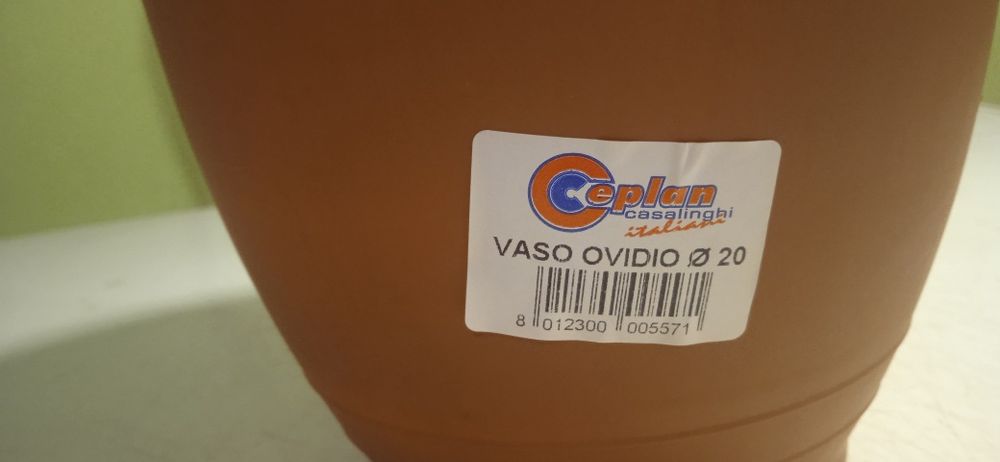 Ceplan
casalinghi
italiani
VASO OVIDIO Ø 20
8 012300 005571